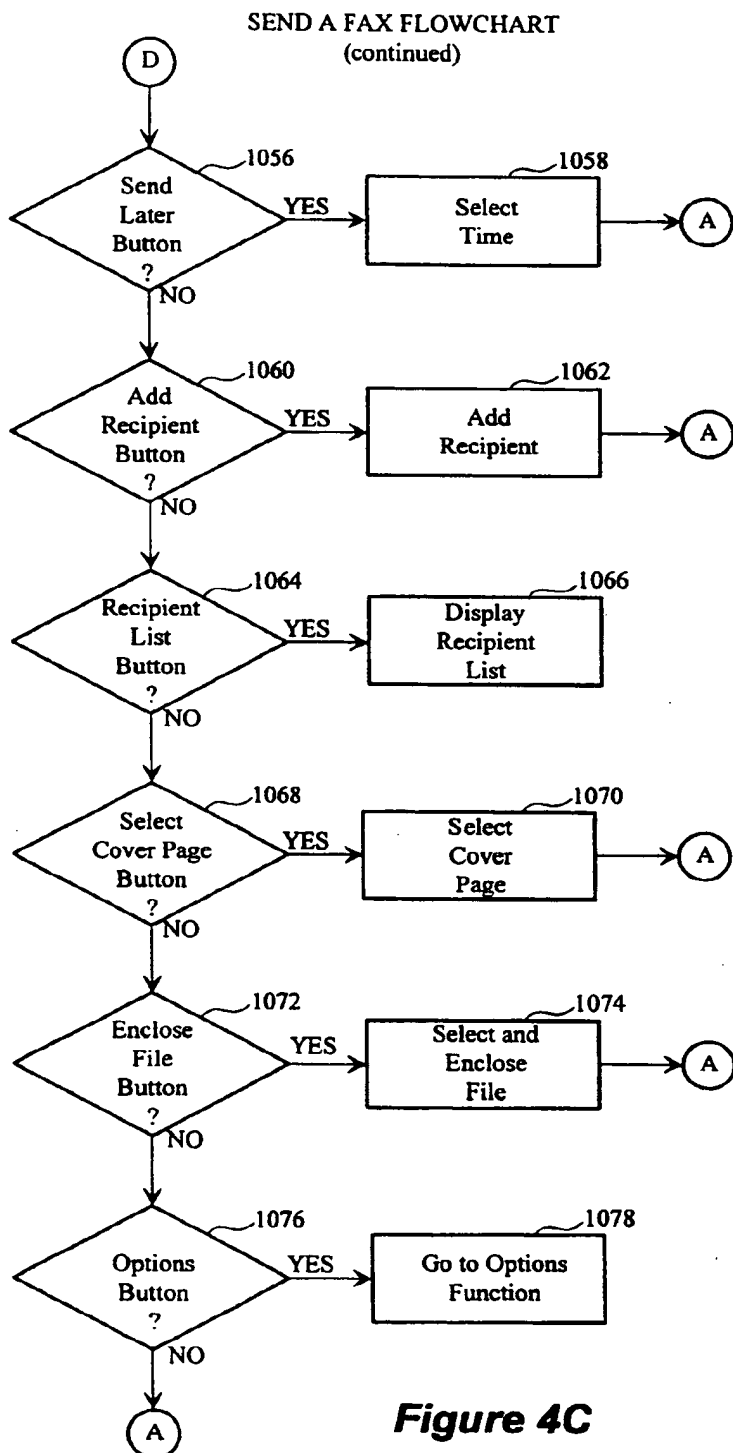 SEND A FAX FLOWCHART
(continued)
D
1056
Send
Later
Button
?
YES
NO
1058
Select
Time
A
1060
Add
Recipient
Button
?
YES
NO
1062
Add
Recipient
A
1064
Recipient
List
Button
?
YES
NO
1066
Display
Recipient
List
1068
Select
Cover Page
Button
?
YES
NO
1070
Select
Cover
Page
A
1072
Enclose
File
Button
?
YES
NO
1074
Select and
Enclose
File
A
1076
Options
Button
?
YES
NO
1078
Go to Options
Function
A
Figure 4C